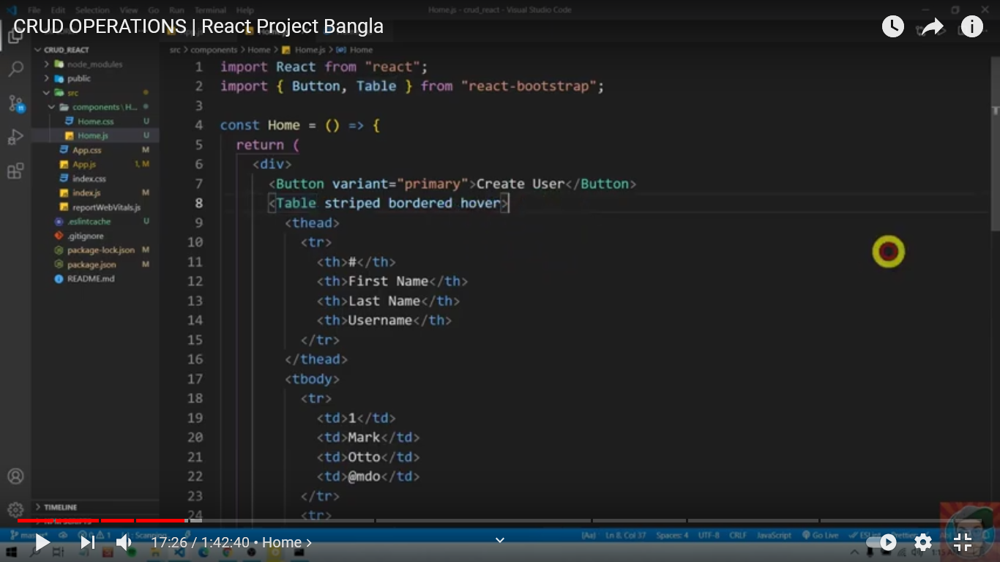 File Edit Selection View Go Run Terminal Help
Home.js - crud_react - Visual Studio Code
CRUD OPERATIONS | React Project Bangla
CRUD_REACT
node_modules
public
src
components \ H...
Home.css U
Home.js U
App.css M
App.js 1, M
index.css
index.js M
reportWebVitals.js
.eslintcache U
.gitignore
package-lock.json M
package.json M
README.md
TIMELINE
NPM SCRIPTS
src > components > Home > Home.js > Home
1 import React from "react";
2 import { Button, Table } from "react-bootstrap";
3
4 const Home = () => {
5 return (
6 <div>
7 <Button variant="primary">Create User</Button>
8 <Table striped bordered hover>
9 <thead>
10 <tr>
11 <th>#</th>
12 <th>First Name</th>
13 <th>Last Name</th>
14 <th>Username</th>
15 </tr>
16 </thead>
17 <tbody>
18 <tr>
19 <td>1</td>
20 <td>Mark</td>
21 <td>Otto</td>
22 <td>@mdo</td>
23 </tr>
24 <tr>
Ln 8, Col 37 Spaces: 4 UTF-8 CRLF JavaScript Go Live ESLint
17:26 / 1:42:40 • Home ›